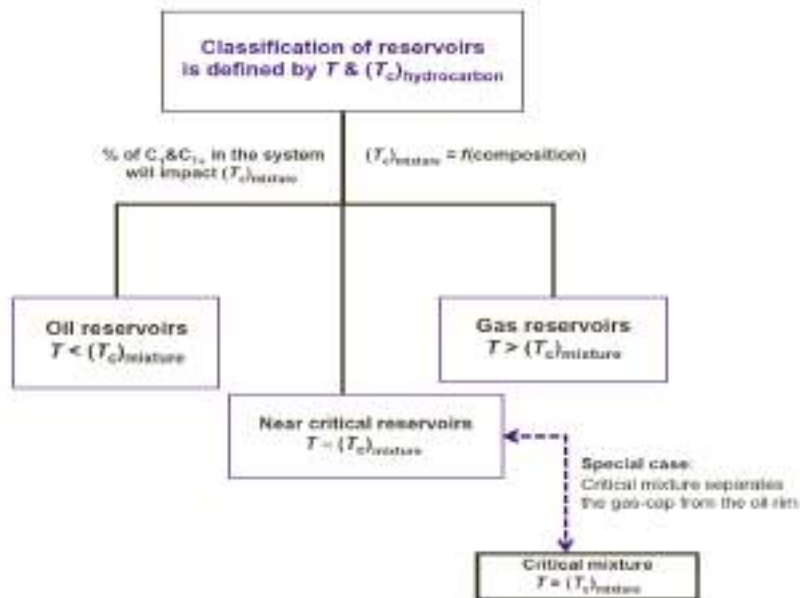 Classification of reservoirs
is defined by T & (Tc)hydrocarbon
% of C1&C7+ in the system
will impact (Tc)mixture
(Tc)mixture = f(composition)
Oil reservoirs
T < (Tc)mixture
Gas reservoirs
T > (Tc)mixture
Near critical reservoirs
T ~ (Tc)mixture
Special case:
Critical mixture separates
the gas-cap from the oil rim
Critical mixture
T = (Tc)mixture